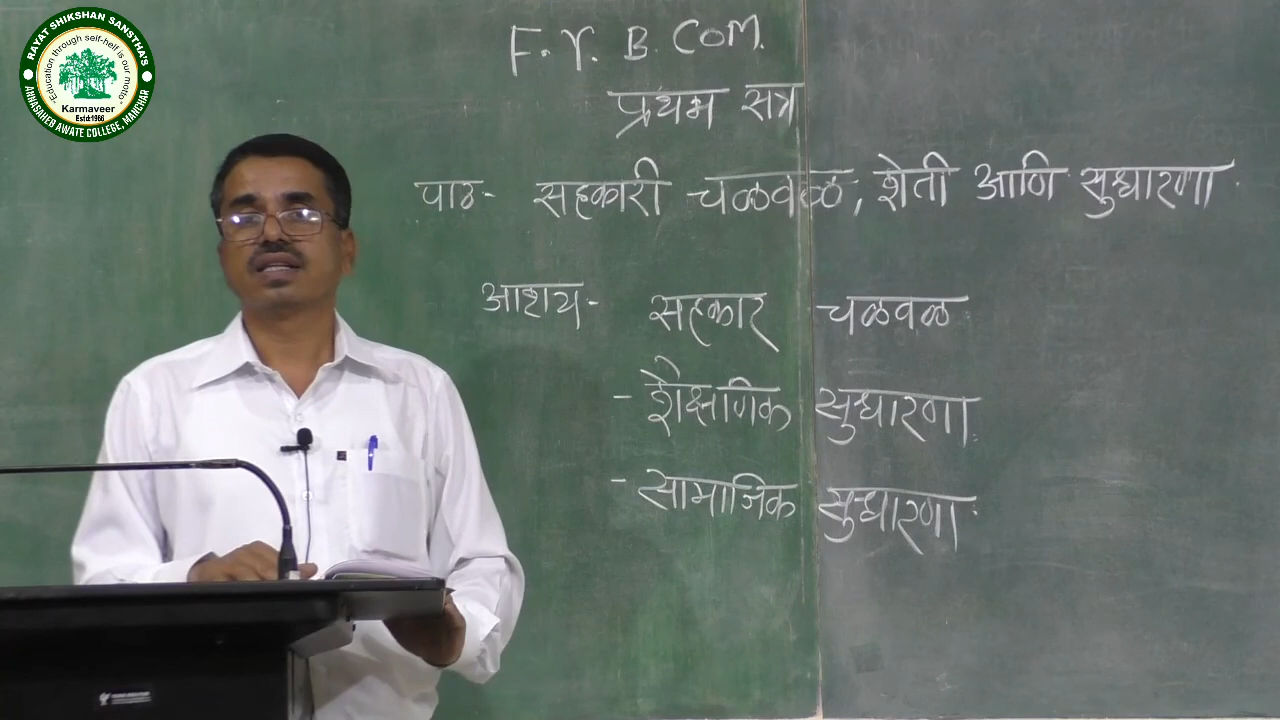 RAYAT SHIKSHAN SANSTHA'S
"Education through self-help is our motto"
Karmaveer
Estd:1966
ANNASAHEB AWATE COLLEGE, MANCHAR
F.Y. B. COM.
प्रथम सत्र
पाठ - सहकारी चळवळ, शेती आणि सुधारणा.
आशय - सहकार चळवळ.
- शैक्षणिक सुधारणा.
- सामाजिक सुधारणा.